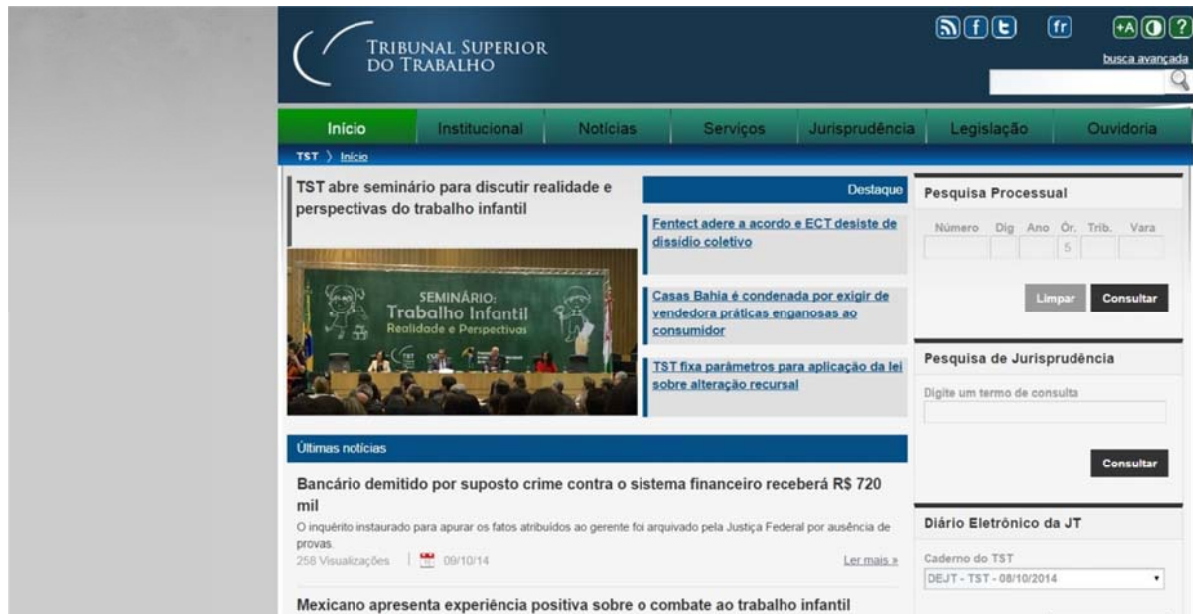 TRIBUNAL SUPERIOR
DO TRABALHO
fr
+A
?
busca avançada
Início
Institucional
Notícias
Serviços
Jurisprudência
Legislação
Ouvidoria
TST 〉 Início
TST abre seminário para discutir realidade e
perspectivas do trabalho infantil
SEMINÁRIO:
Trabalho Infantil
Realidade e Perspectivas
TST
Destaque
Fentect adere a acordo e ECT desiste de
dissídio coletivo
Casas Bahia é condenada por exigir de
vendedora práticas enganosas ao
consumidor
TST fixa parâmetros para aplicação da lei
sobre alteração recursal
Últimas notícias
Bancário demitido por suposto crime contra o sistema financeiro receberá R$ 720
mil
O inquérito instaurado para apurar os fatos atribuídos ao gerente foi arquivado pela Justiça Federal por ausência de
provas.
258 Visualizações
09/10/14
Ler mais »
Mexicano apresenta experiência positiva sobre o combate ao trabalho infantil
Pesquisa Processual
Número Dig Ano Ór. Trib. Vara
5
Limpar
Consultar
Pesquisa de Jurisprudência
Digite um termo de consulta
Consultar
Diário Eletrônico da JT
Caderno do TST
DEJT - TST - 08/10/2014